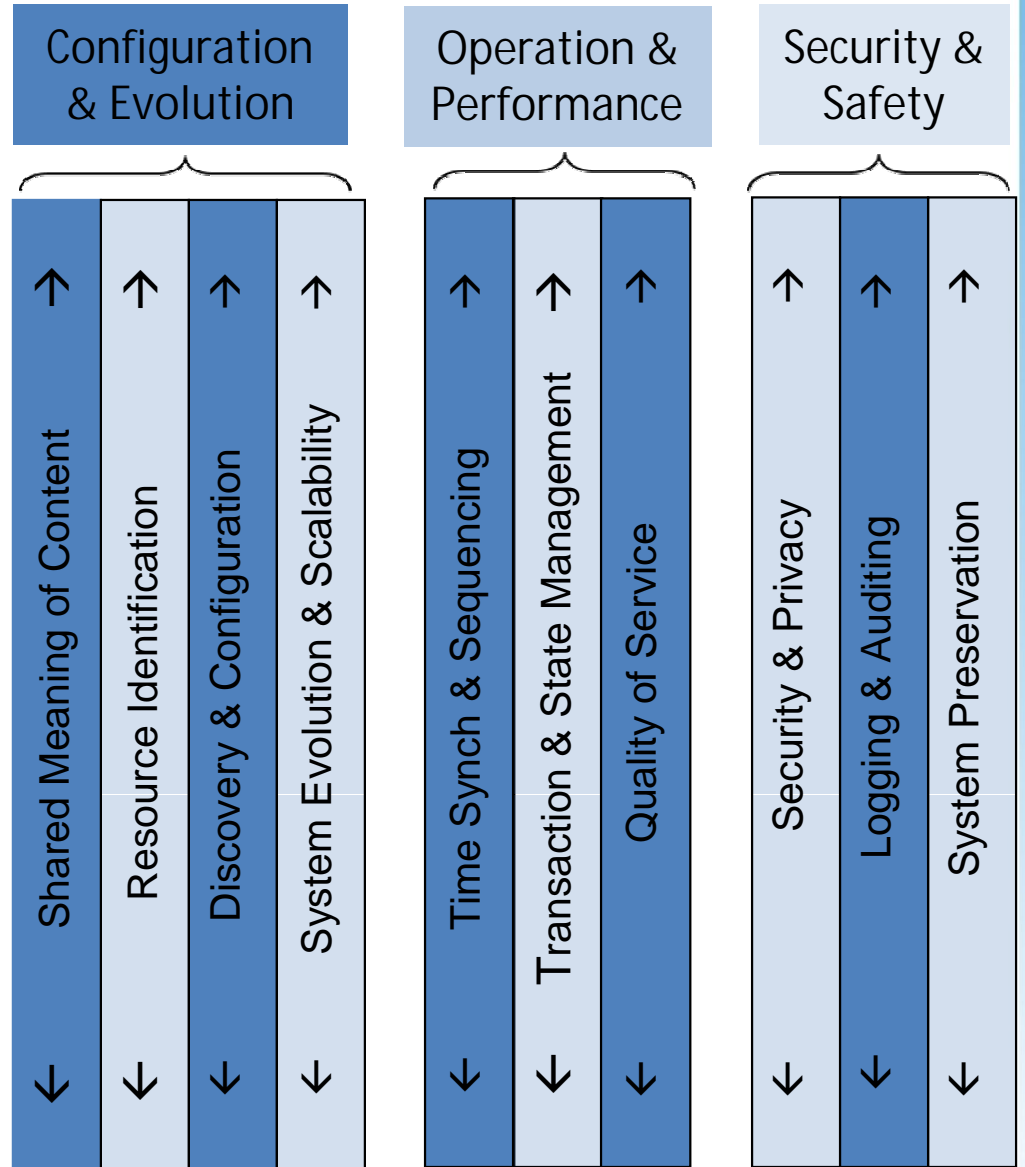 Configuration
& Evolution
Operation &
Performance
Security &
Safety
Shared Meaning of Content
Resource Identification
Discovery & Configuration
System Evolution & Scalability
Time Synch & Sequencing
Transaction & State Management
Quality of Service
Security & Privacy
Logging & Auditing
System Preservation